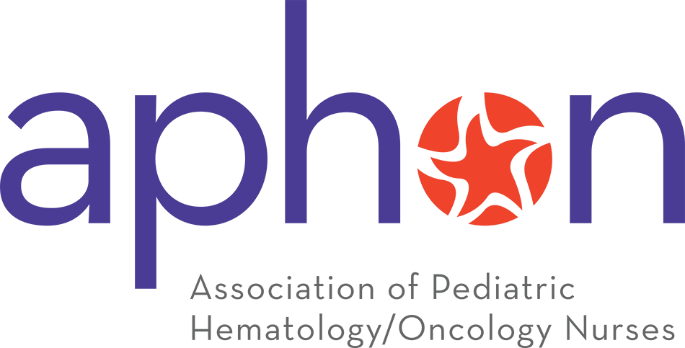 aphon
Association of Pediatric
Hematology/Oncology Nurses